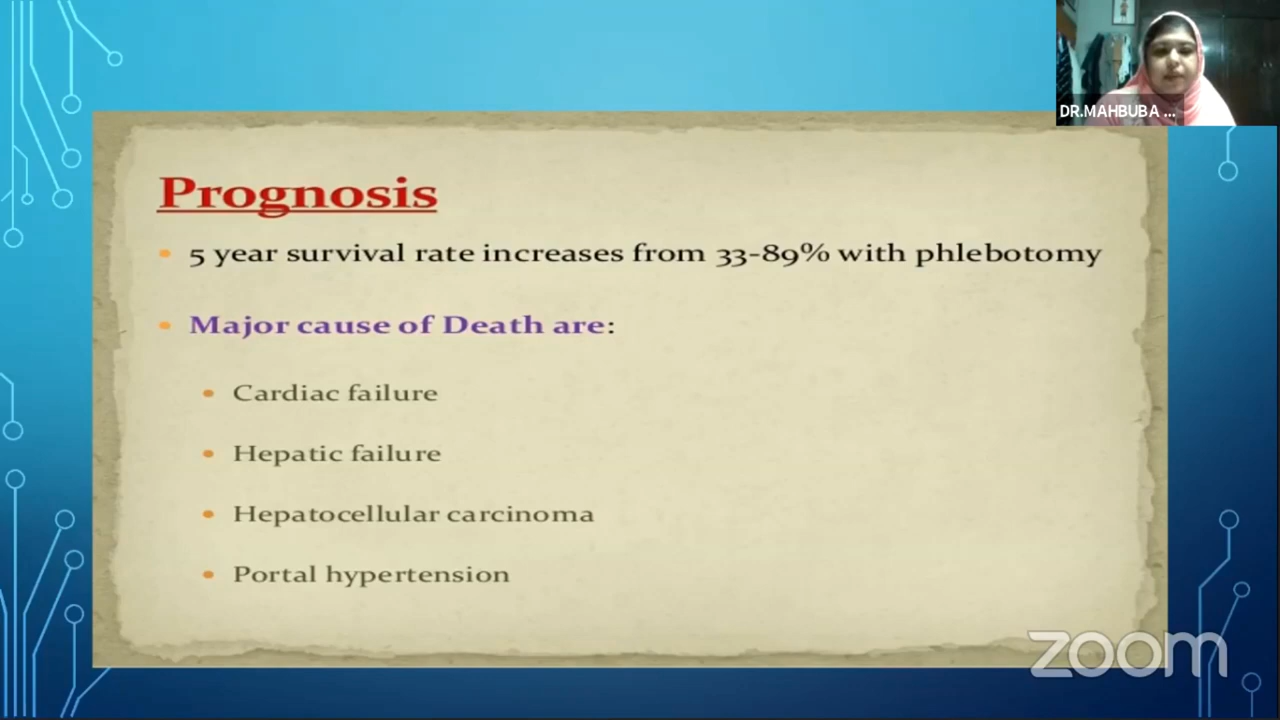 DR.MAHBUBA ...
Prognosis
5 year survival rate increases from 33-89% with phlebotomy
Major cause of Death are:
Cardiac failure
Hepatic failure
Hepatocellular carcinoma
Portal hypertension
zoom